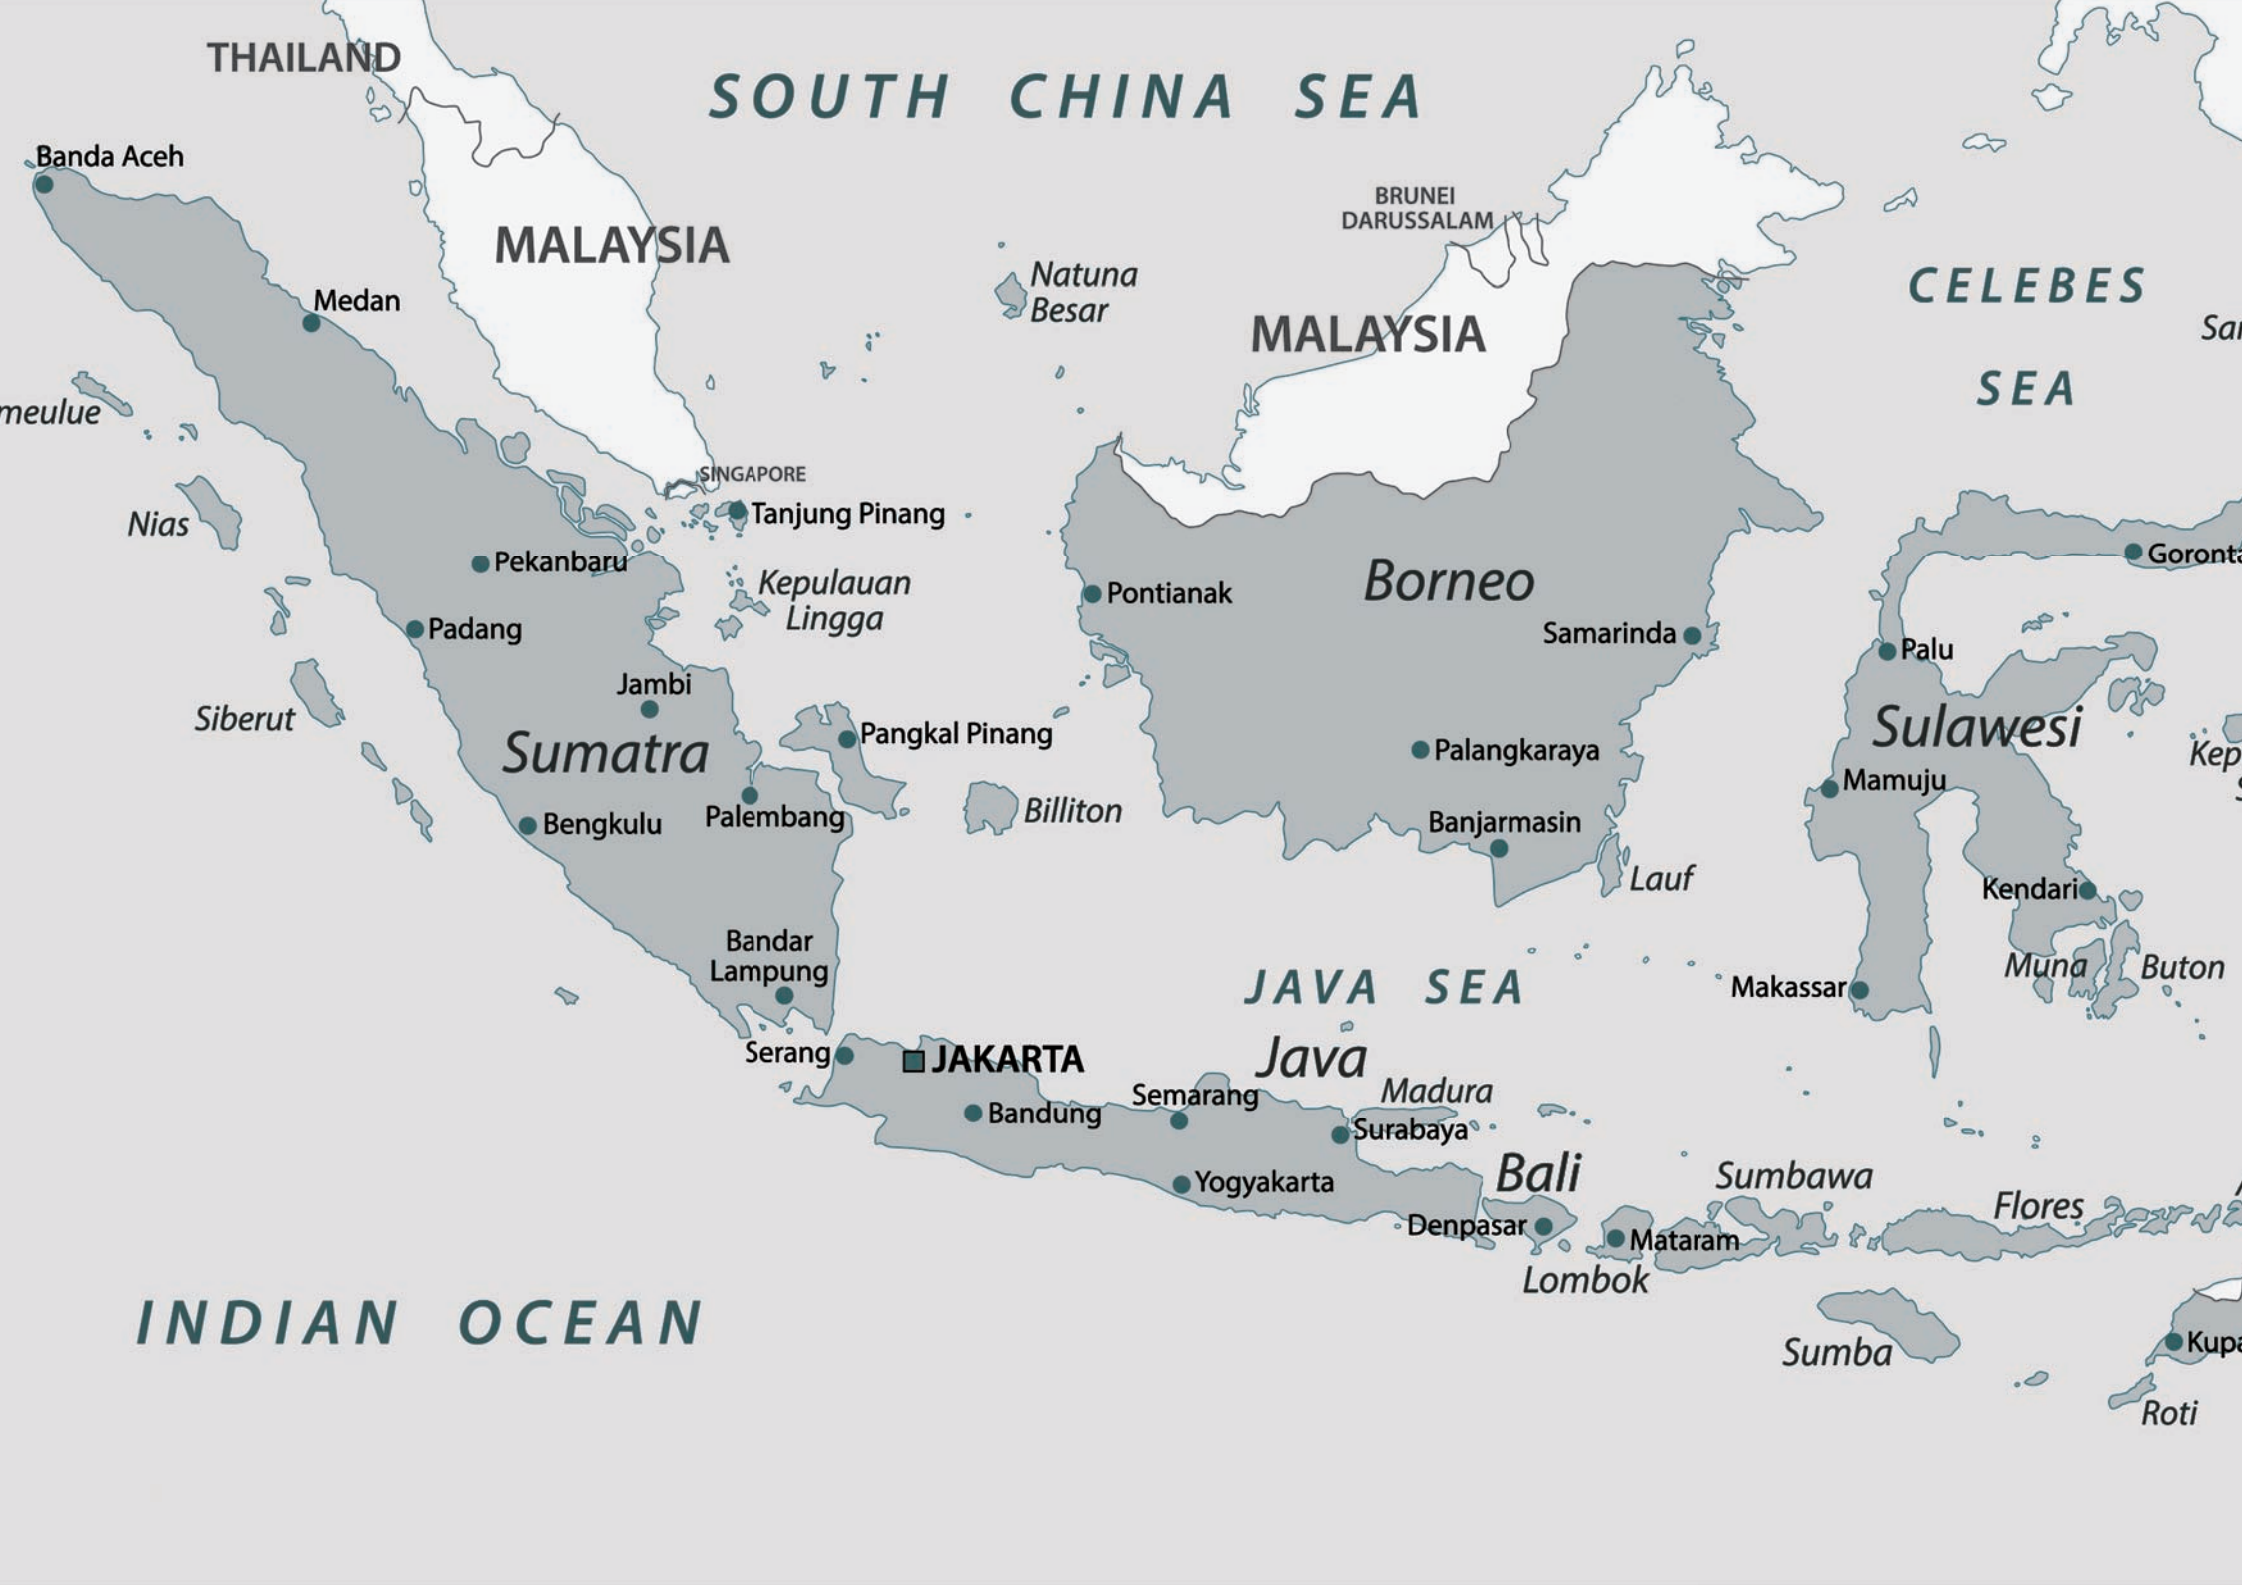 THAILAND
SOUTH CHINA SEA
Banda Aceh
MALAYSIA
BRUNEI
DARUSSALAM
Natuna
Besar
CELEBES
SEA
Medan
MALAYSIA
meulue
SINGAPORE
Tanjung Pinang
Nias
Pekanbaru
Kepulauan
Lingga
Pontianak
Borneo
Goronta
Padang
Samarinda
Palu
Jambi
Siberut
Sumatra
Pangkal Pinang
Palangkaraya
Sulawesi
Kep
Mamuju
Bengkulu
Palembang
Billiton
Banjarmasin
Lauf
Kendari
Bandar
Lampung
JAVA SEA
Makassar
Muna
Buton
Serang
JAKARTA
Java
Madura
Bandung
Semarang
Surabaya
Yogyakarta
Bali
Sumbawa
Flores
Denpasar
Mataram
Lombok
INDIAN OCEAN
Sumba
Kupa
Roti